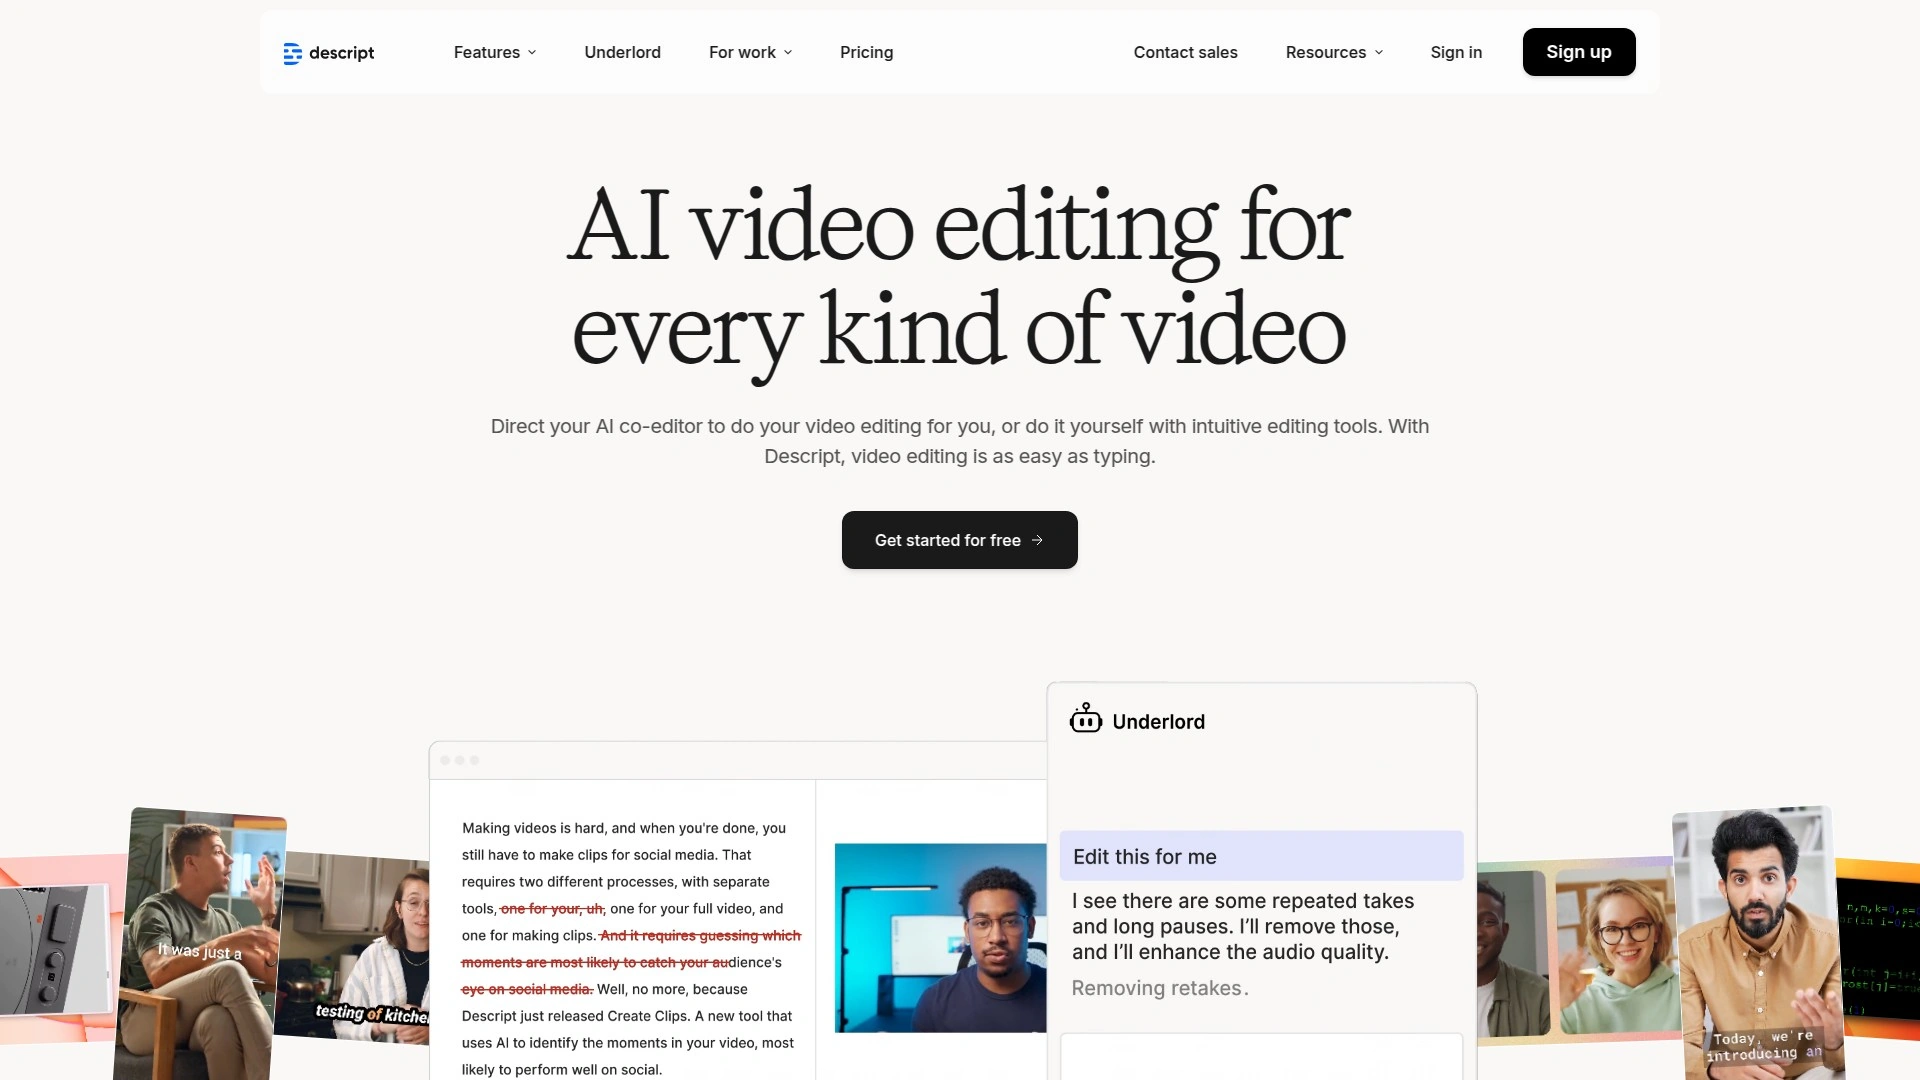 descript
Features
Underlord
For work
Pricing
Contact sales
Resources
Sign in
Sign up
AI video editing for
every kind of video
Direct your AI co-editor to do your video editing for you, or do it yourself with intuitive editing tools. With
Descript, video editing is as easy as typing.
Get started for free →
Making videos is hard, and when you're done, you
still have to make clips for social media. That
requires two different processes, with separate
tools, one for your, uh, one for your full video, and
one for making clips. And it requires guessing which
moments are most likely to catch your audience's
eye on social media. Well, no more, because
Descript just released Create Clips. A new tool that
uses AI to identify the moments in your video, most
likely to perform well on social.
Underlord
Edit this for me
I see there are some repeated takes
and long pauses. I’ll remove those,
and I’ll enhance the audio quality.
Removing retakes.
It was just a
testing of kitchen
Today, we're
introducing an
n,m,k=0,s=